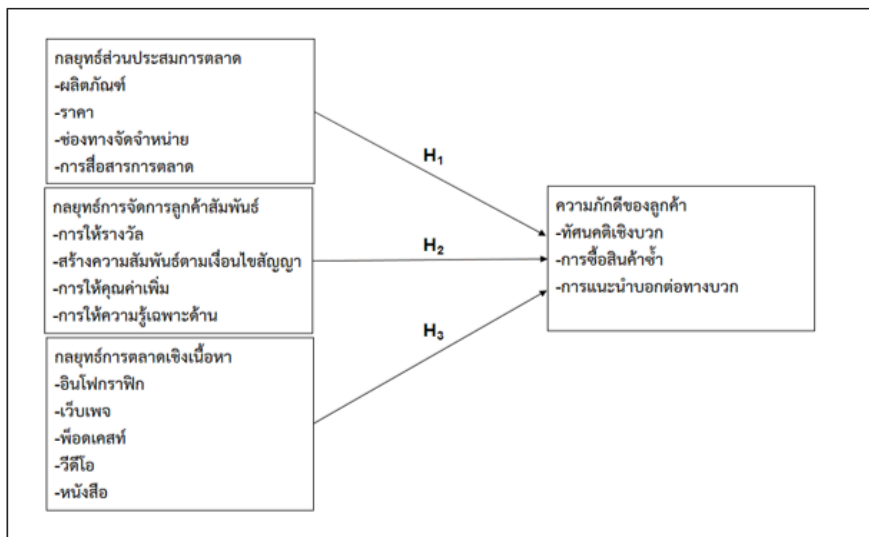 กลยุทธ์ส่วนประสมการตลาด
-ผลิตภัณฑ์
-ราคา
-ช่องทางจัดจำหน่าย
-การสื่อสารการตลาด
H₁
กลยุทธ์การจัดการลูกค้าสัมพันธ์
-การให้รางวัล
-สร้างความสัมพันธ์ตามเงื่อนไขสัญญา
-การให้คุณค่าเพิ่ม
-การให้ความรู้เฉพาะด้าน
H₂
กลยุทธ์การตลาดเชิงเนื้อหา
-อินโฟกราฟิก
-เว็บเพจ
-พ็อดเคสท์
-วีดีโอ
-หนังสือ
H₃
ความภักดีของลูกค้า
-ทัศนคติเชิงบวก
-การซื้อสินค้าซ้ำ
-การแนะนำบอกต่อทางบวก